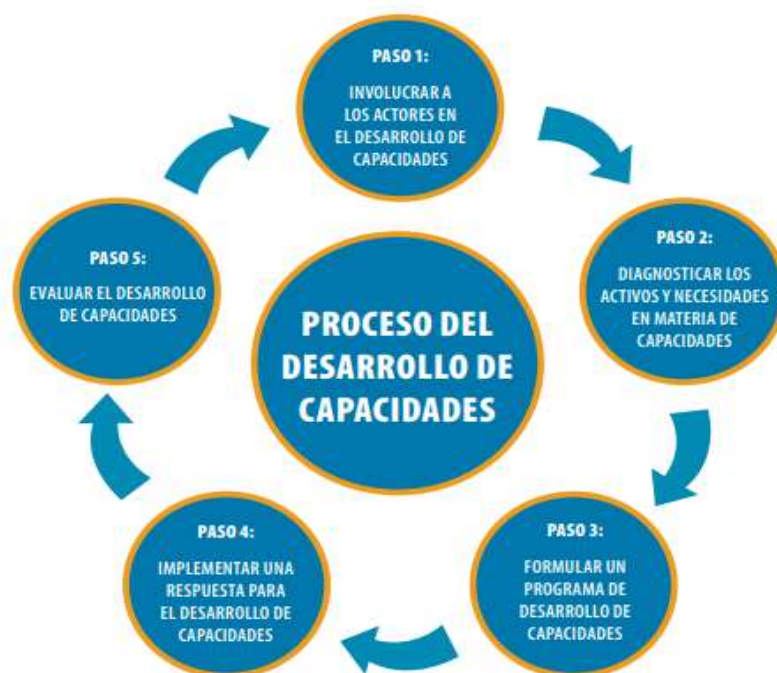 PASO 1:
INVOLUCRAR A
LOS ACTORES EN
EL DESARROLLO DE
CAPACIDADES
PASO 2:
DIAGNOSTICAR LOS
ACTIVOS Y NECESIDADES
EN MATERIA DE
CAPACIDADES
PASO 3:
FORMULAR UN
PROGRAMA DE
DESARROLLO DE
CAPACIDADES
PASO 4:
IMPLEMENTAR UNA
RESPUESTA PARA
EL DESARROLLO DE
CAPACIDADES
PASO 5:
EVALUAR EL DESARROLLO
DE CAPACIDADES
PROCESO DEL
DESARROLLO DE
CAPACIDADES